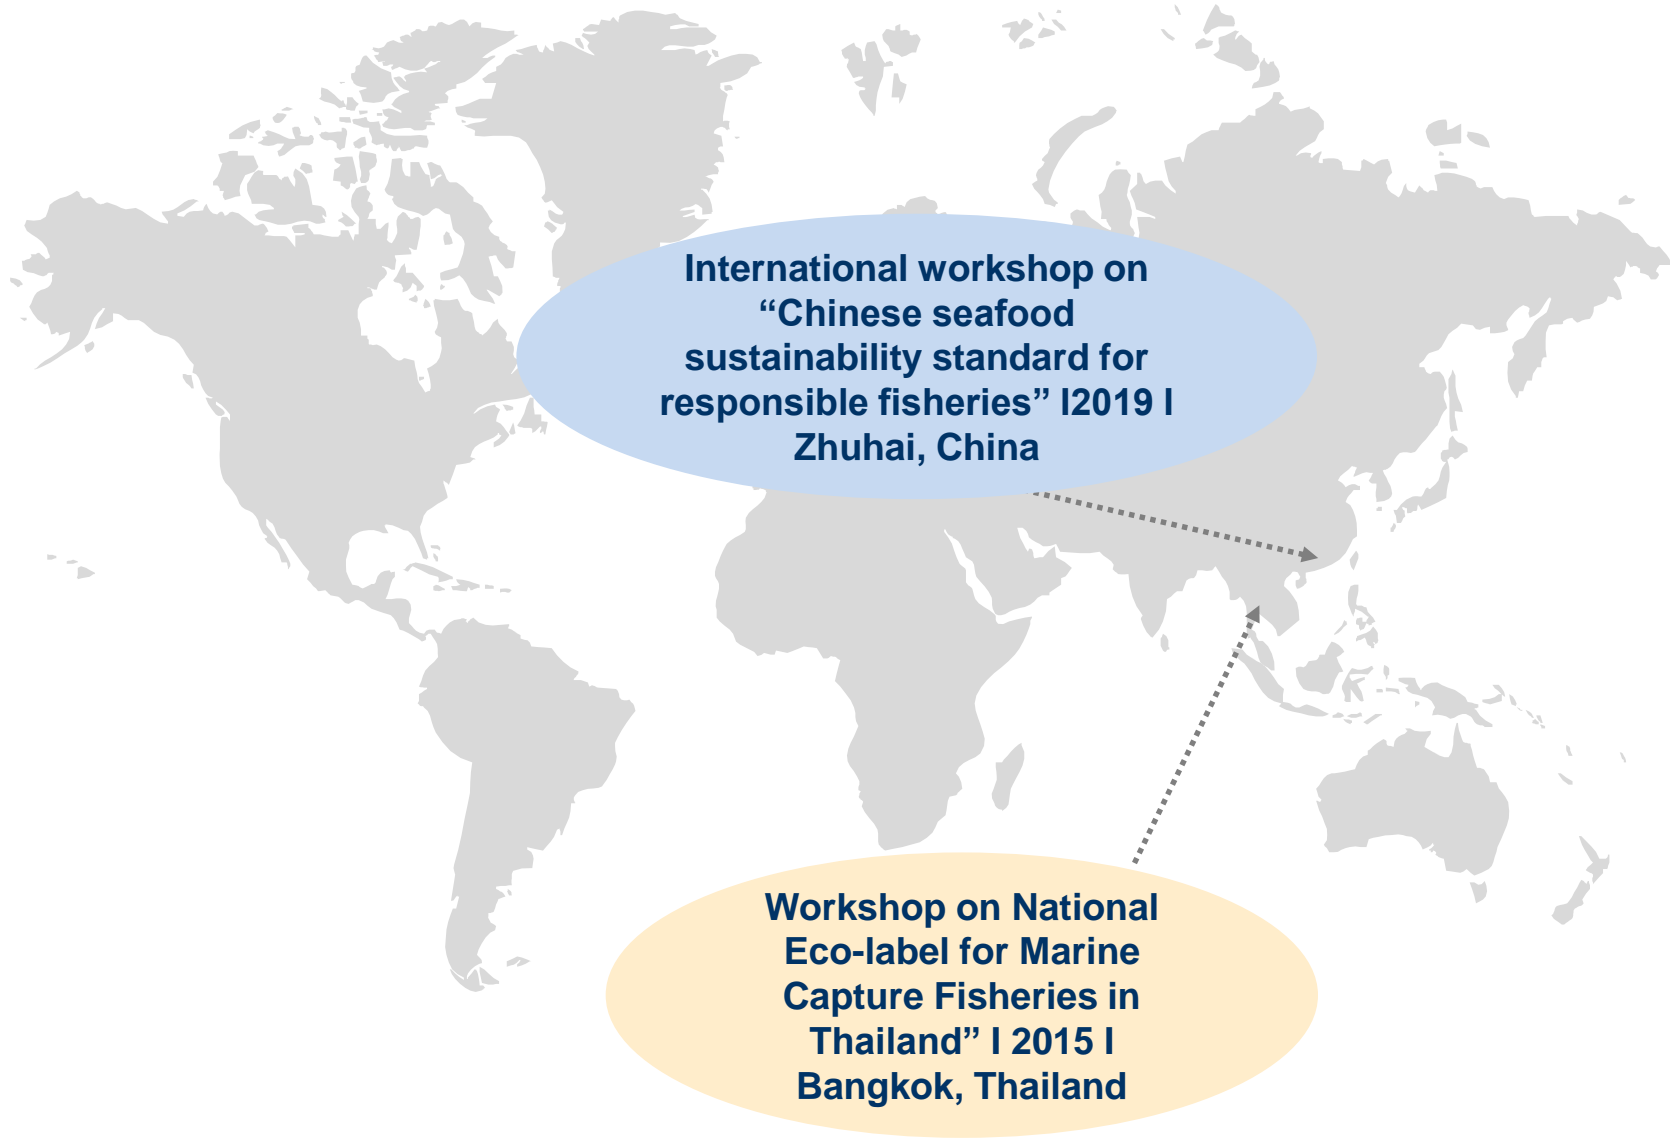 International workshop on
“Chinese seafood
sustainability standard for
responsible fisheries” I2019 I
Zhuhai, China
Workshop on National
Eco-label for Marine
Capture Fisheries in
Thailand” I 2015 I
Bangkok, Thailand